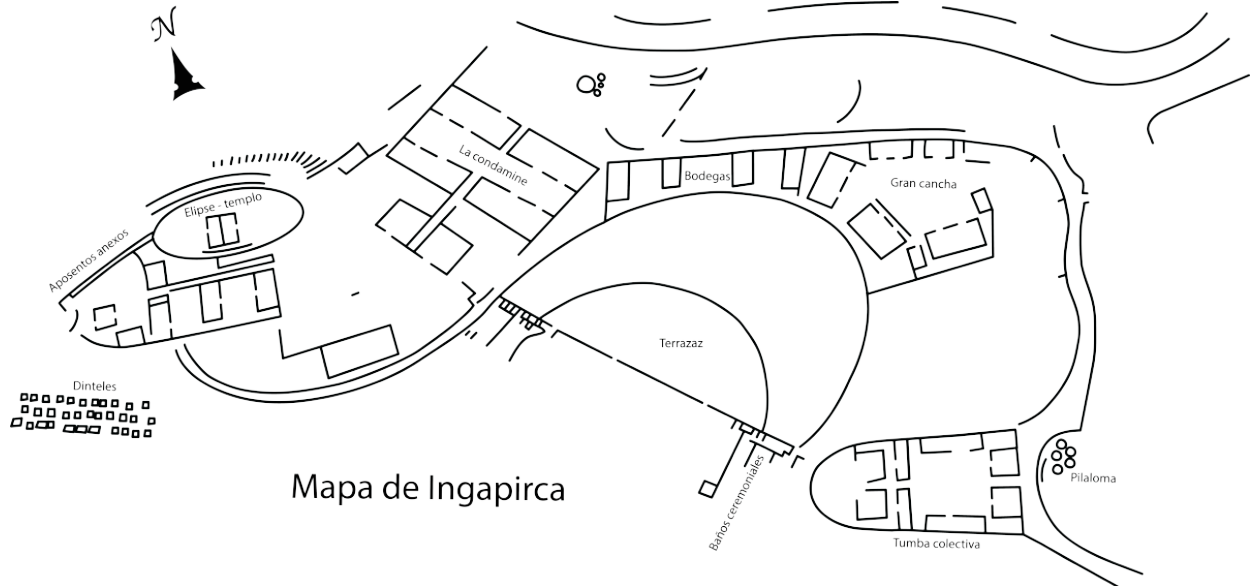 N
La condamine
Bodegas
Gran cancha
Elipse - templo
Aposentos anexos
Terrazaz
Dinteles
Mapa de Ingapirca
Baños ceremoniales
Pilaloma
Tumba colectiva